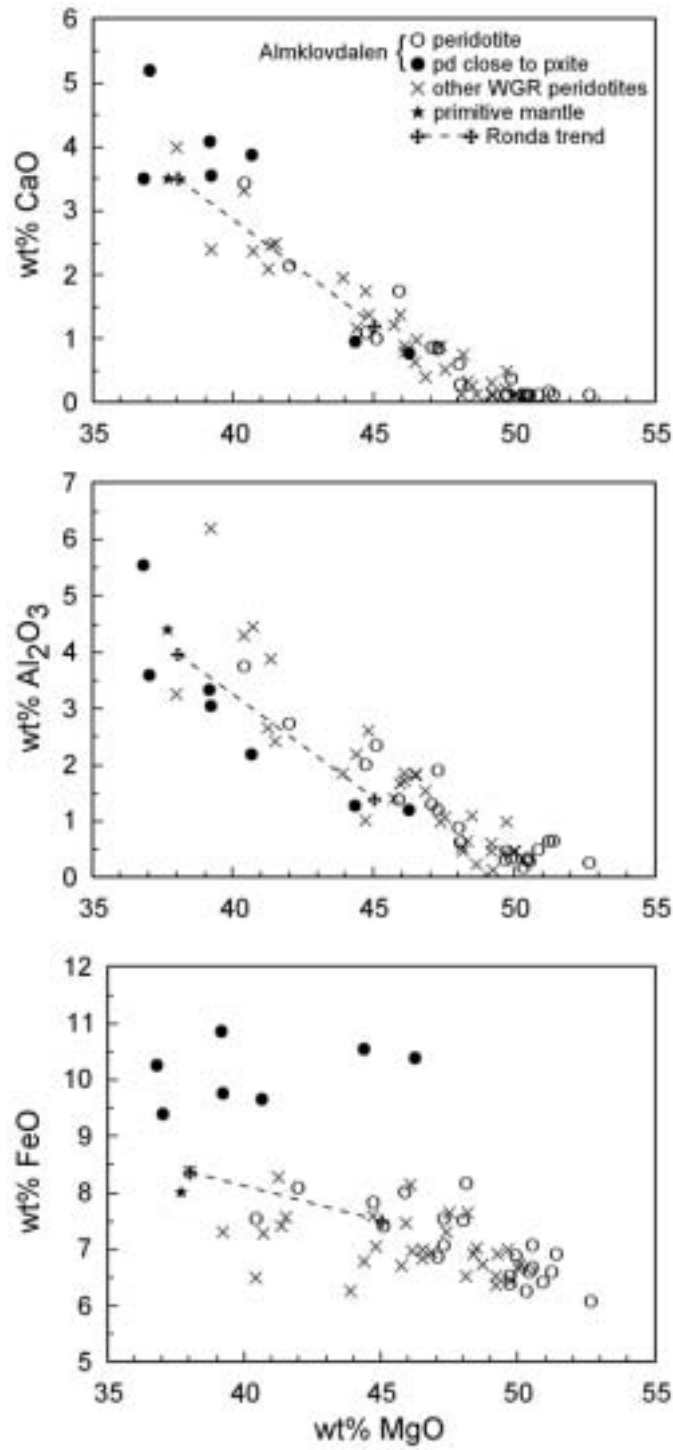 6
5
4
3
2
1
0
wt% CaO
Almklovdalen
peridotite
pd close to pxite
other WGR peridotites
primitive mantle
Ronda trend
35 40 45 50 55
7
6
5
4
3
2
1
0
wt% Al₂O₃
35 40 45 50 55
12
11
10
9
8
7
6
5
wt% FeO
35 40 45 50 55
wt% MgO